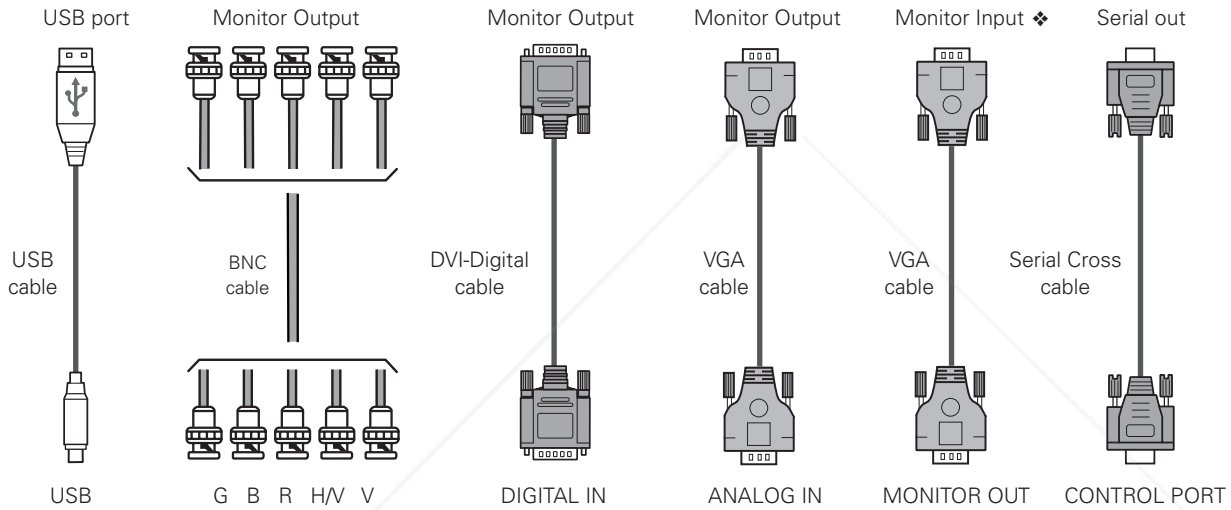 USB port
Monitor Output
Monitor Output
Monitor Output
Monitor Input ❖
Serial out
USB
cable
BNC
cable
DVI-Digital
cable
VGA
cable
VGA
cable
Serial Cross
cable
USB
G B R H/V V
DIGITAL IN
ANALOG IN
MONITOR OUT
CONTROL PORT